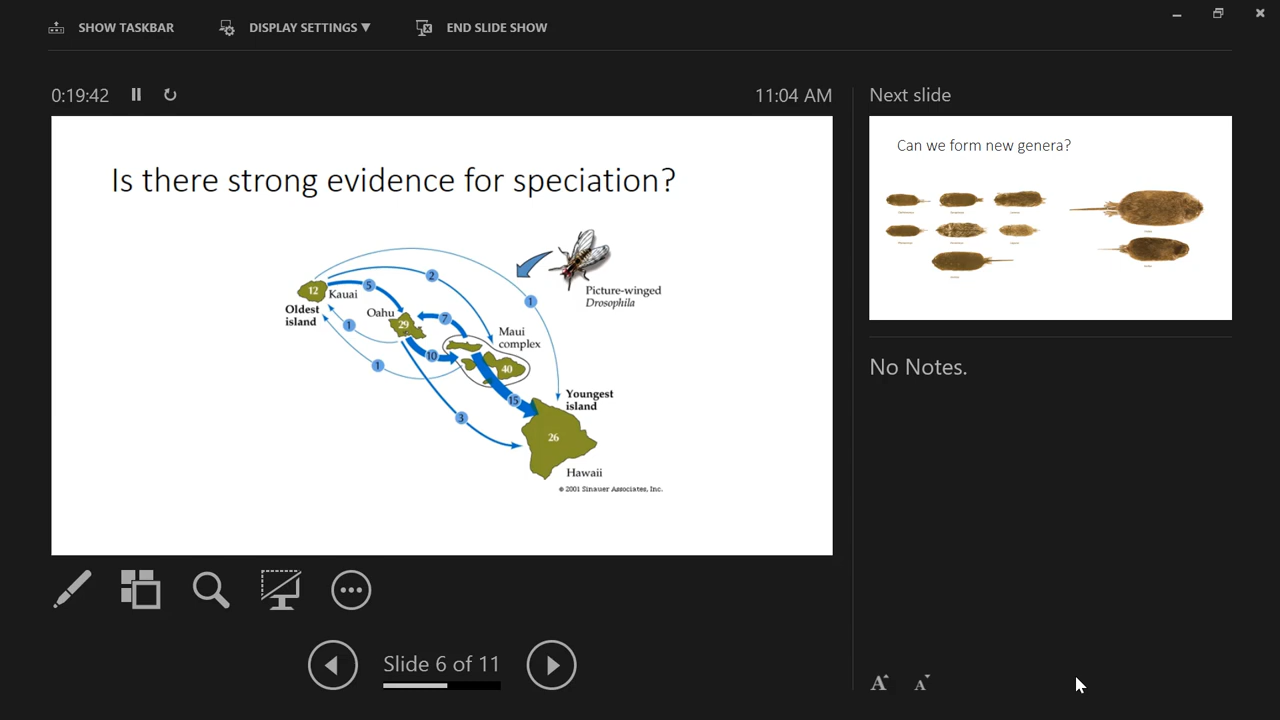 SHOW TASKBAR
DISPLAY SETTINGS ▼
END SLIDE SHOW
0:19:42
11:04 AM
Next slide
Is there strong evidence for speciation?
12
Kauai
Oldest
island
5
2
1
Picture-winged
Drosophila
Oahu
29
7
1
Maui
complex
10
40
1
15
Youngest
island
3
26
Hawaii
© 2001 Sinauer Associates, Inc.
Can we form new genera?
No Notes.
Slide 6 of 11
A
A